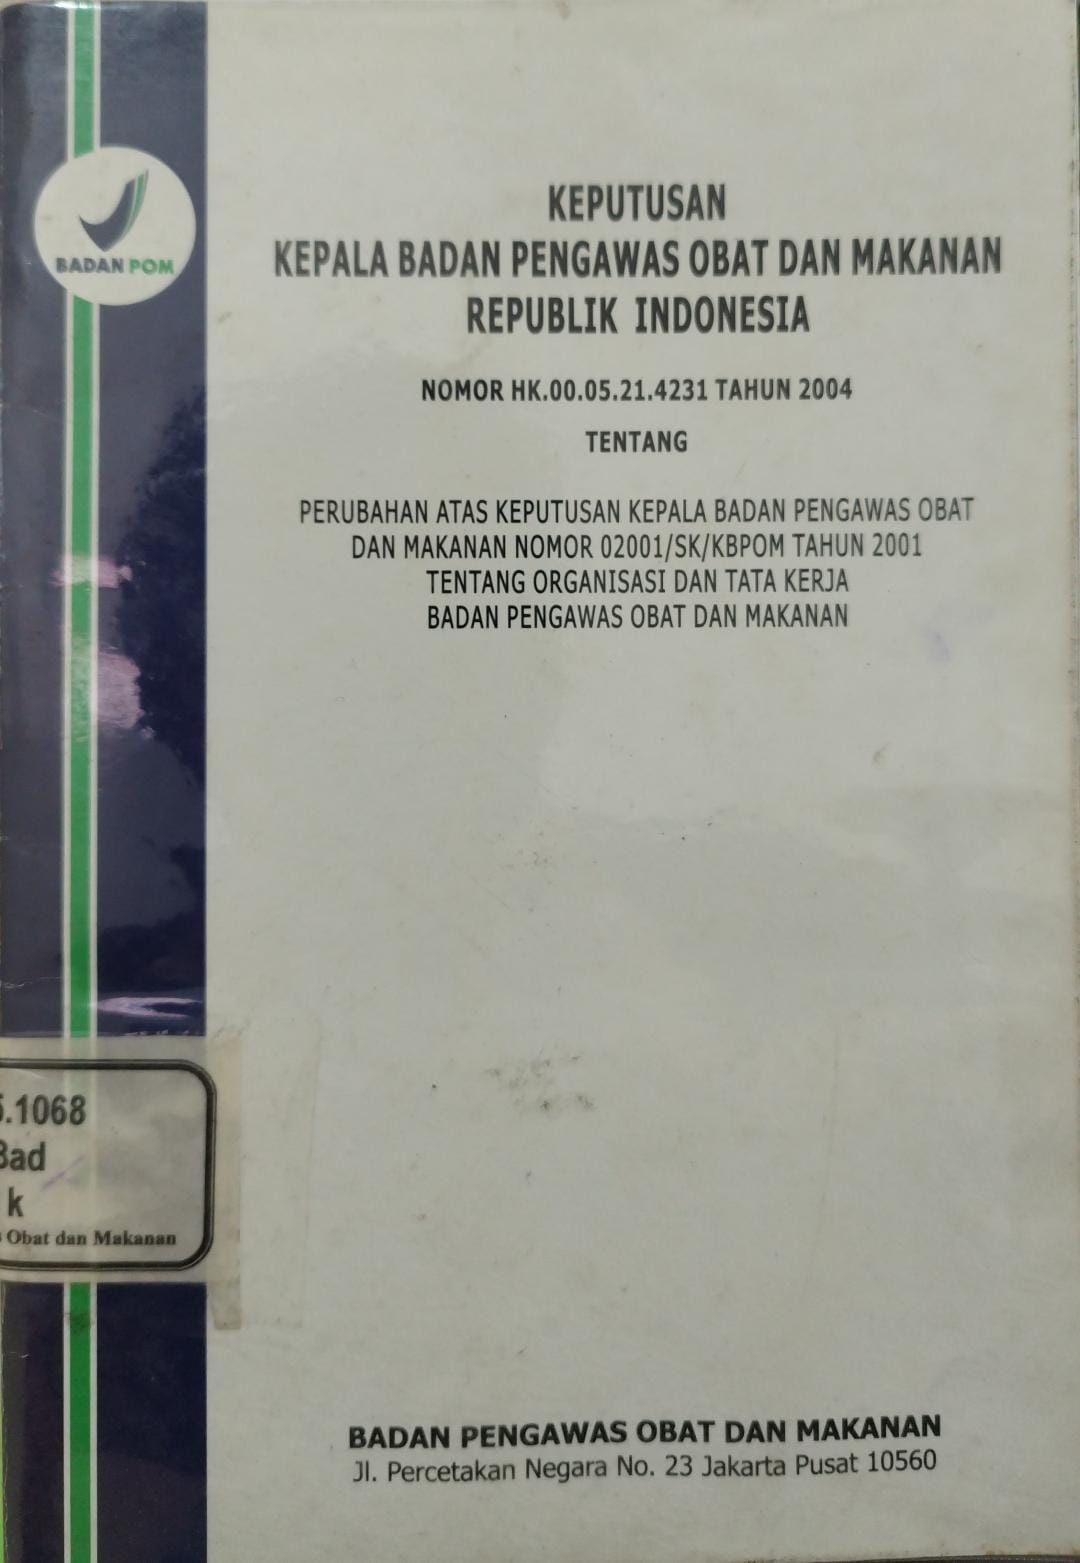 BADAN POM
KEPUTUSAN
KEPALA BADAN PENGAWAS OBAT DAN MAKANAN
REPUBLIK INDONESIA
NOMOR HK.00.05.21.4231 TAHUN 2004
TENTANG
PERUBAHAN ATAS KEPUTUSAN KEPALA BADAN PENGAWAS OBAT
DAN MAKANAN NOMOR 02001/SK/KBPOM TAHUN 2001
TENTANG ORGANISASI DAN TATA KERJA
BADAN PENGAWAS OBAT DAN MAKANAN
.1068
Bad
k
Obat dan Makanan
BADAN PENGAWAS OBAT DAN MAKANAN
Jl. Percetakan Negara No. 23 Jakarta Pusat 10560